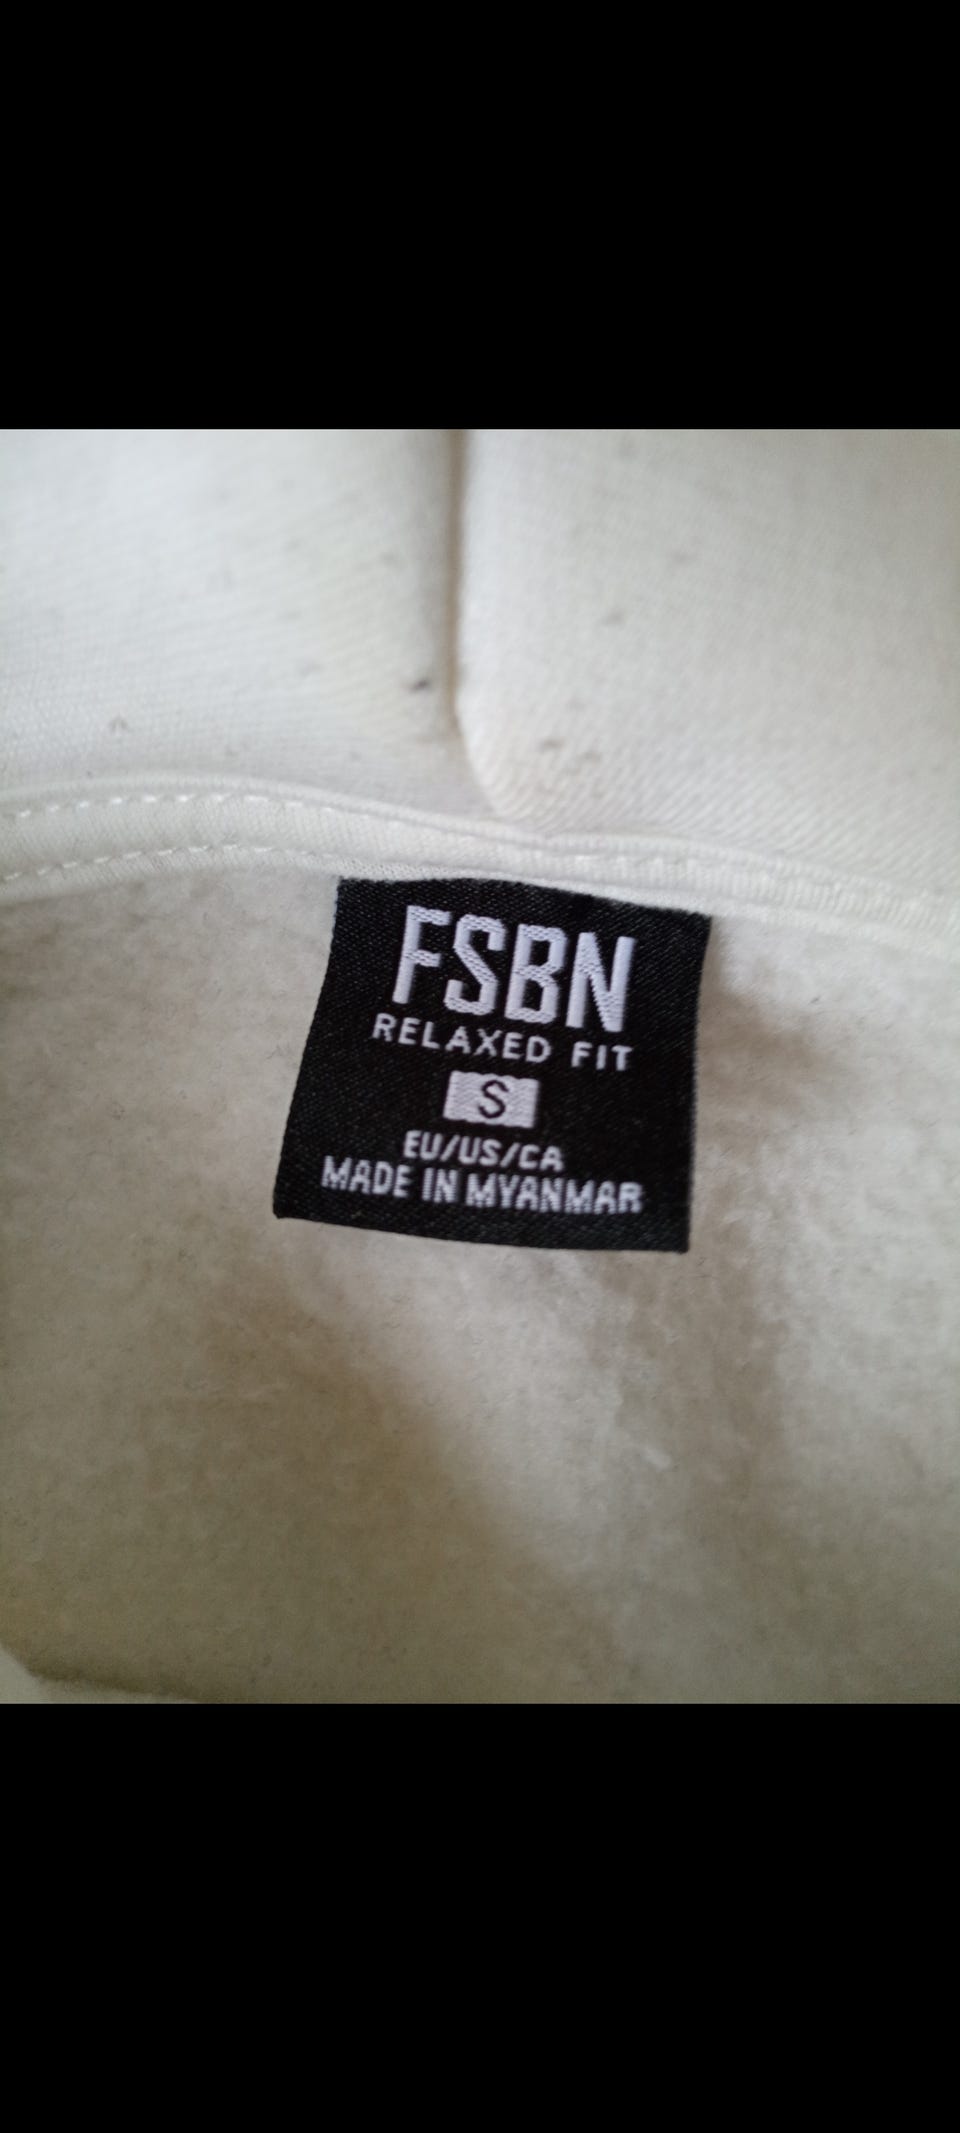 FSBN
RELAXED FIT
S
EU/US/CA
MADE IN MYANMAR